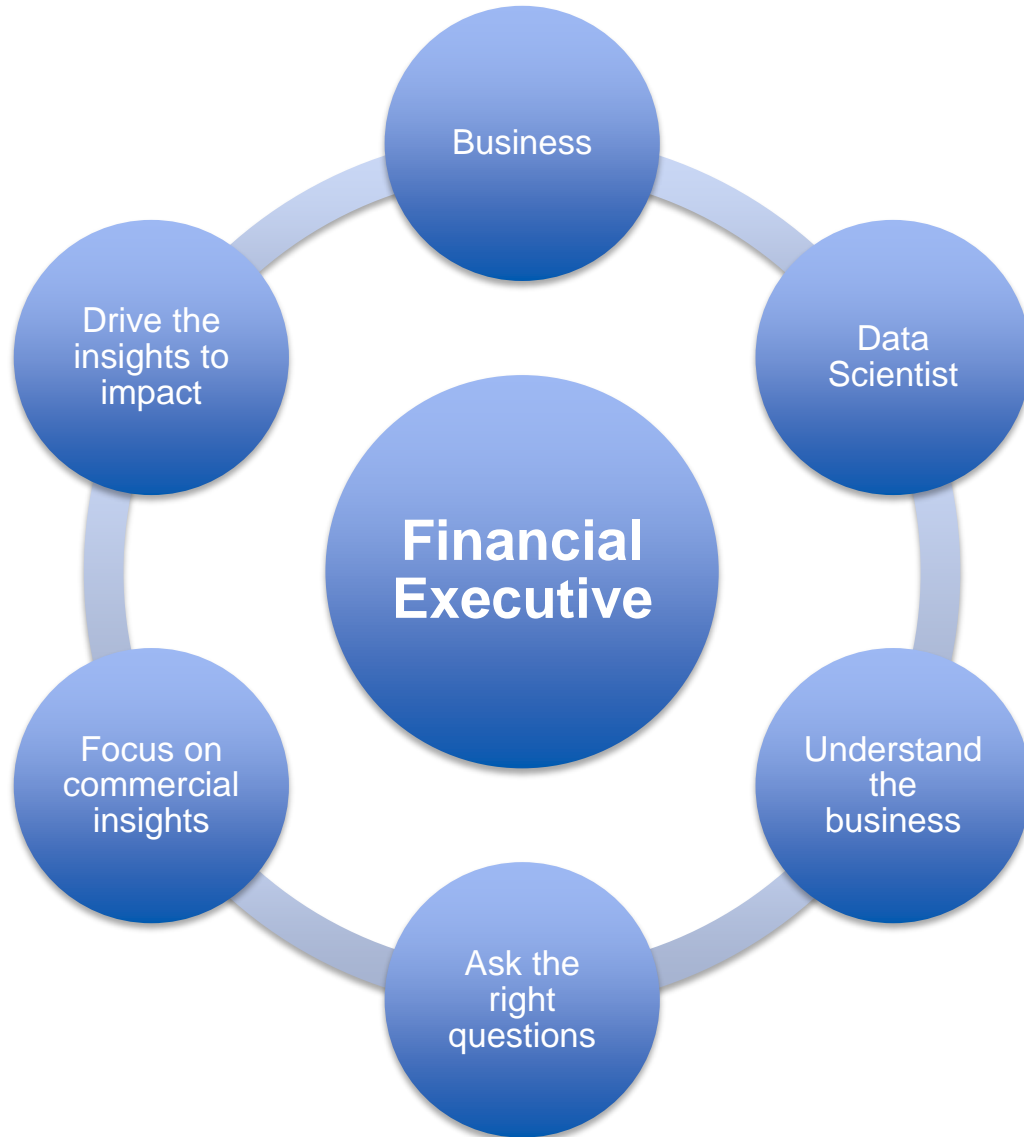 Business
Data
Scientist
Understand
the
business
Ask the
right
questions
Focus on
commercial
insights
Drive the
insights to
impact
Financial
Executive